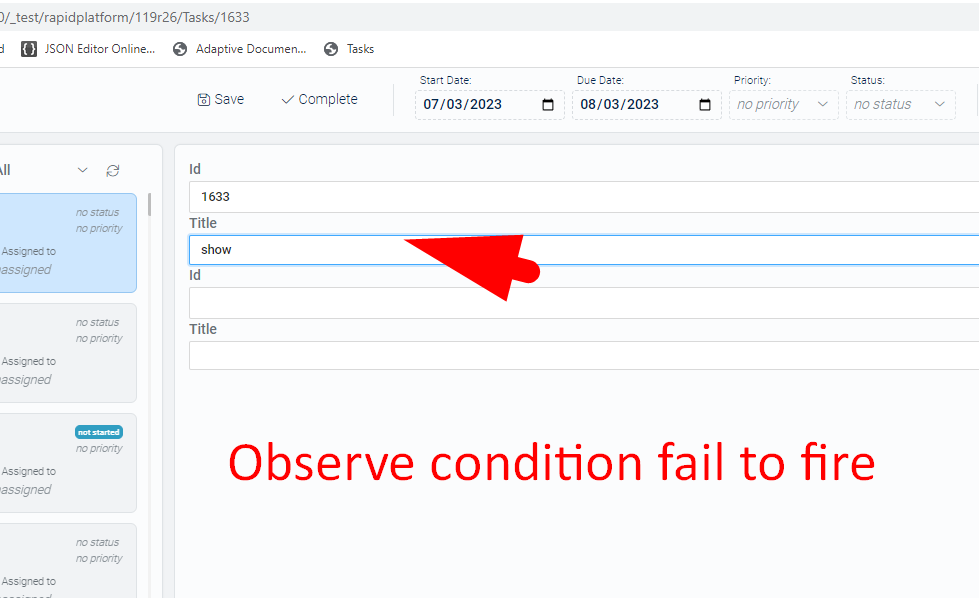 0/_test/rapidplatform/119r26/Tasks/1633
d {} JSON Editor Online... Adaptive Documen... Tasks
Start Date: Due Date: Priority: Status:
Save Complete 07/03/2023 08/03/2023 no priority no status
All
Id
1633
Title
show
Id
Title
no status
no priority
Assigned to
nassigned
no status
no priority
Assigned to
nassigned
not started
no priority
Assigned to
nassigned
no status
no priority
Assigned to
Observe condition fail to fire